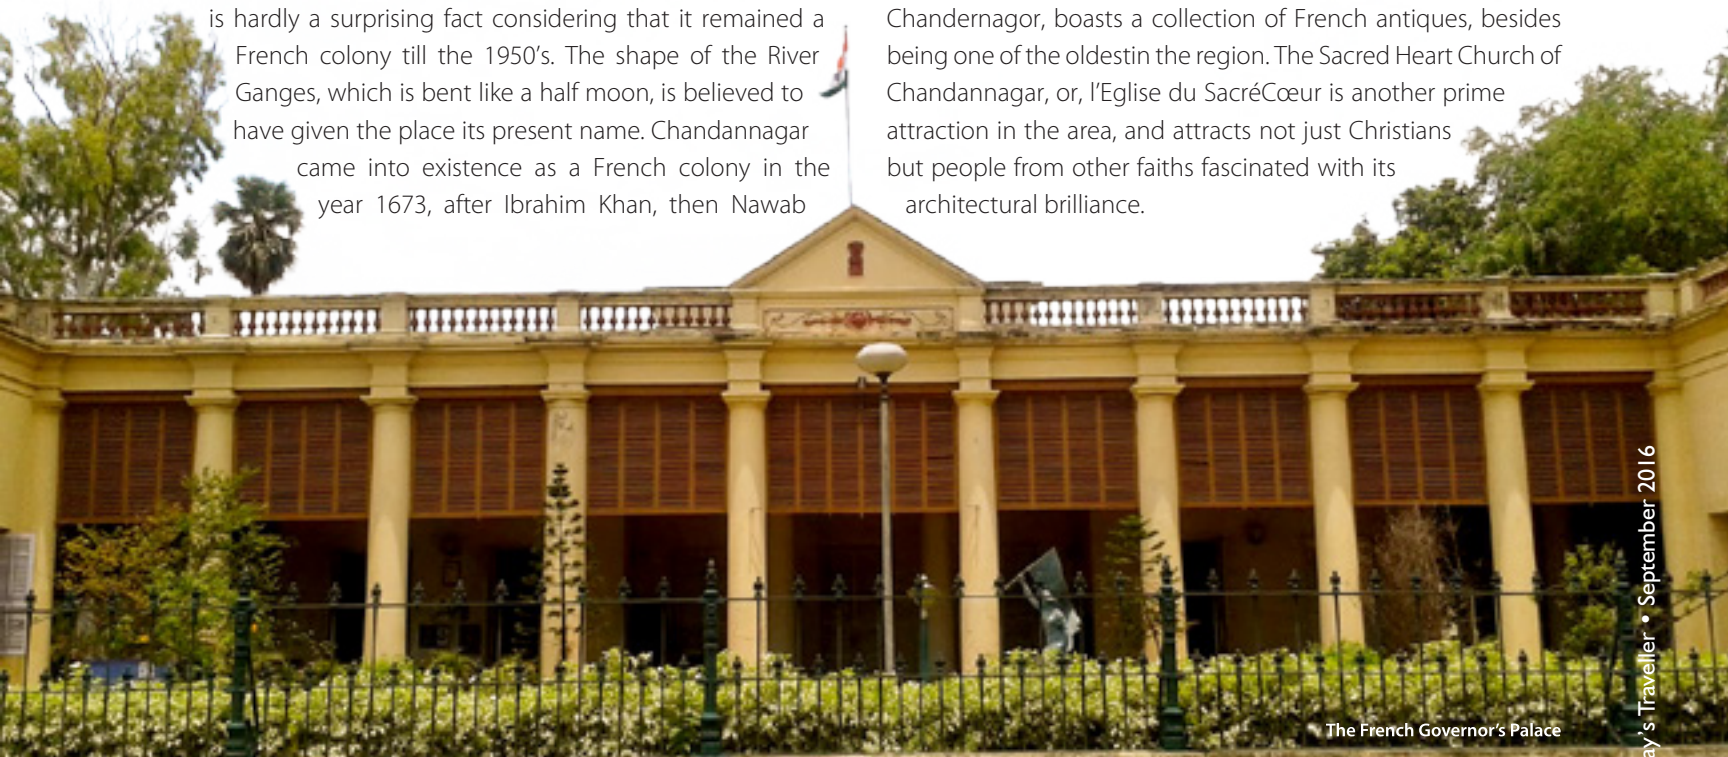 is hardly a surprising fact considering that it remained a
French colony till the 1950's. The shape of the River
Ganges, which is bent like a half moon, is believed to
have given the place its present name. Chandannagar
came into existence as a French colony in the
year 1673, after Ibrahim Khan, then Nawab
Chandernagor, boasts a collection of French antiques, besides
being one of the oldestin the region. The Sacred Heart Church of
Chandannagar, or, l'Eglise du SacréCœur is another prime
attraction in the area, and attracts not just Christians
but people from other faiths fascinated with its
architectural brilliance.
The French Governor's Palace
ay's Traveller • September 2016